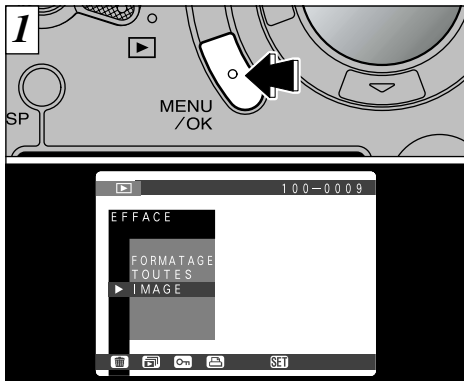 1
SP
MENU
/OK
100-0009
EFFACE
FORMATAGE
TOUTES
IMAGE
SET